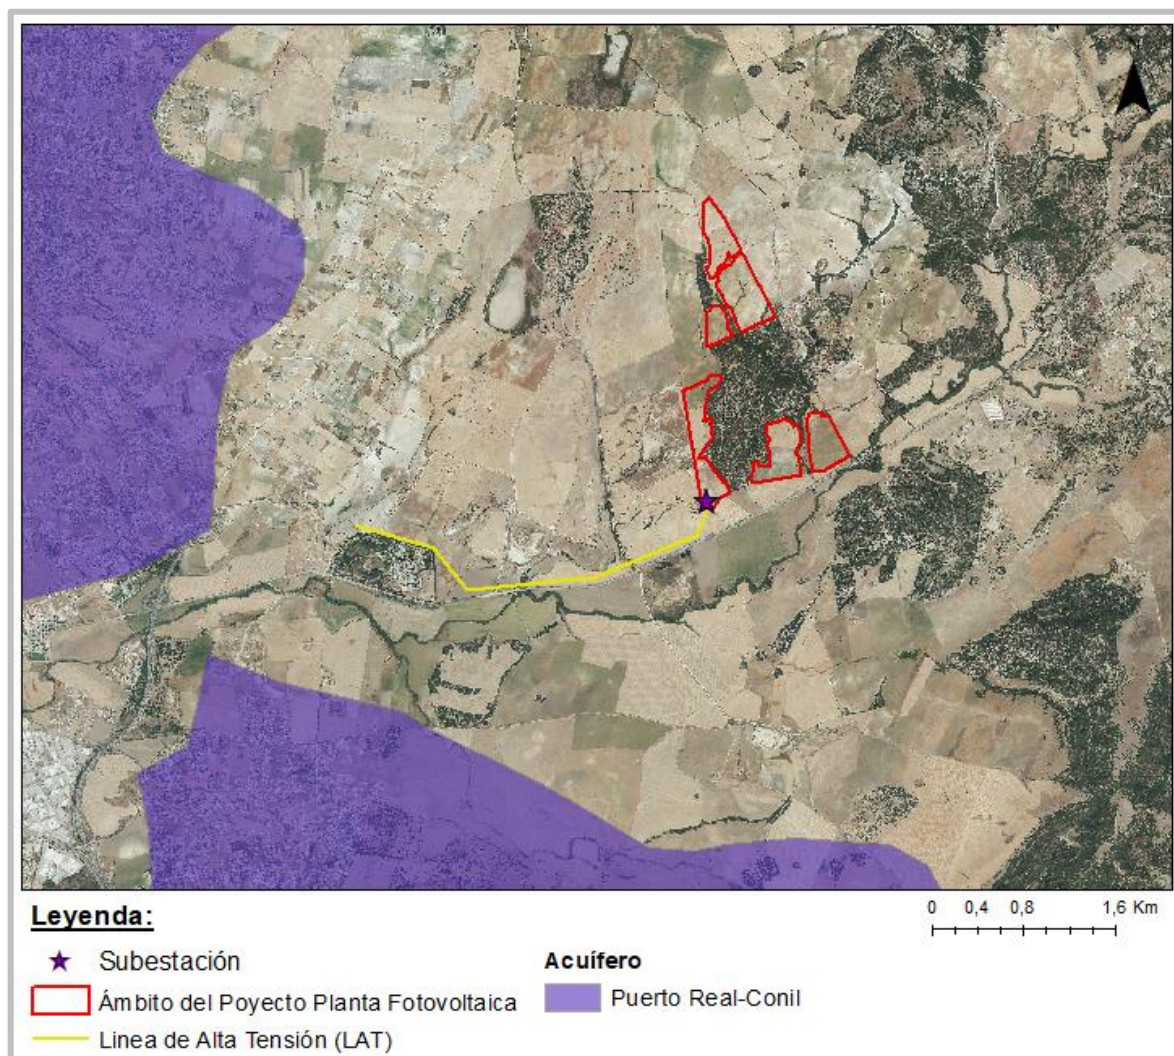 0 0,4 0,8 1,6 Km
Leyenda:
Subestación
Ámbito del Poyecto Planta Fotovoltaica
Linea de Alta Tensión (LAT)
Acuífero
Puerto Real-Conil